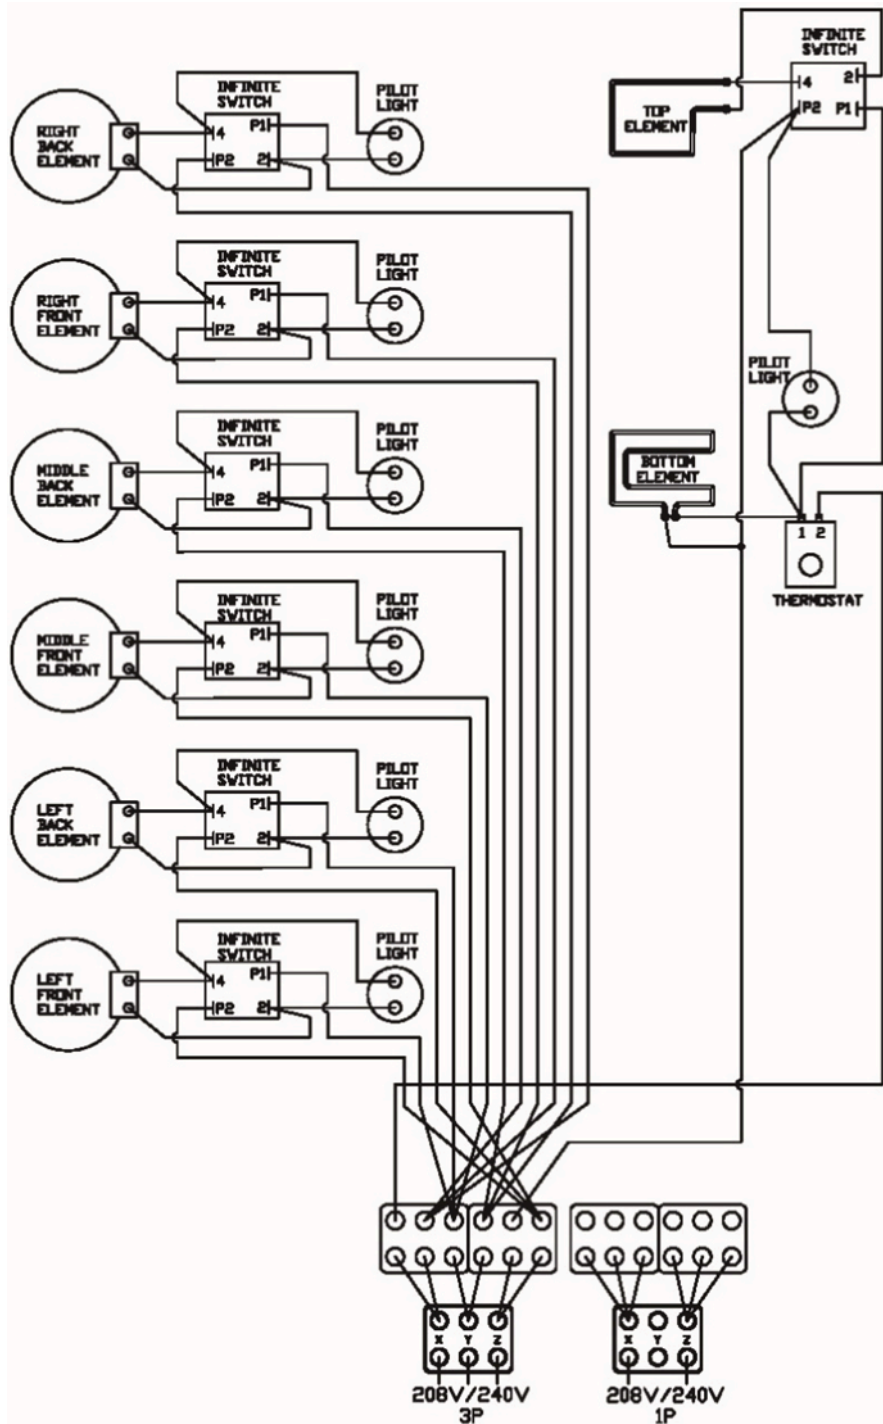 INFINITE
SWITCH
4
2
P2
P1
TOP
ELEMENT
INFINITE
SWITCH
PILOT
LIGHT
RIGHT
BACK
ELEMENT
4
P1
P2
2
INFINITE
SWITCH
PILOT
LIGHT
RIGHT
FRONT
ELEMENT
4
P1
P2
2
PILOT
LIGHT
INFINITE
SWITCH
PILOT
LIGHT
MIDDLE
BACK
ELEMENT
4
P1
P2
2
BOTTOM
ELEMENT
1 2
THERMOSTAT
INFINITE
SWITCH
PILOT
LIGHT
MIDDLE
FRONT
ELEMENT
4
P1
P2
2
INFINITE
SWITCH
PILOT
LIGHT
LEFT
BACK
ELEMENT
4
P1
P2
2
INFINITE
SWITCH
PILOT
LIGHT
LEFT
FRONT
ELEMENT
4
P1
P2
2
X Y Z
208V/240V
3P
X Y Z
208V/240V
1P